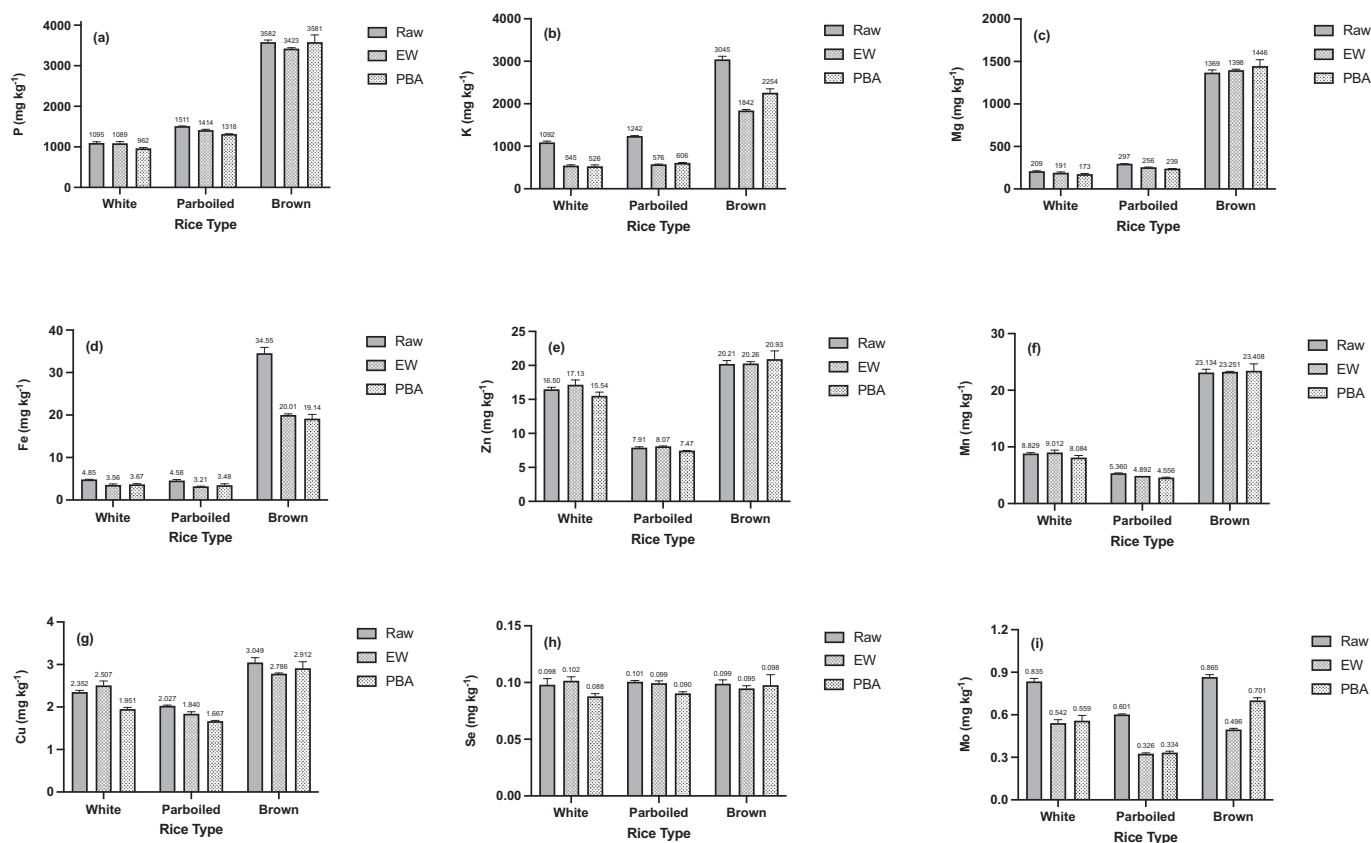 (a)
P (mg kg-1)
4000
3000
2000
1000
0
1095 1089 962
1511 1414 1318
3582 3423 3581
White Parboiled Brown
Rice Type
Raw
EW
PBA
(b)
K (mg kg-1)
4000
3000
2000
1000
0
1092 545 526
1242 576 606
3045 1842 2254
White Parboiled Brown
Rice Type
Raw
EW
PBA
(c)
Mg (mg kg-1)
2000
1500
1000
500
0
209 191 173
297 256 239
1369 1398 1446
White Parboiled Brown
Rice Type
Raw
EW
PBA
(d)
Fe (mg kg-1)
40
30
20
10
0
4.85 3.56 3.67
4.58 3.21 3.48
34.55 20.01 19.14
White Parboiled Brown
Rice Type
Raw
EW
PBA
(e)
Zn (mg kg-1)
25
20
15
10
5
0
16.50 17.13 15.54
7.91 8.07 7.47
20.21 20.26 20.93
White Parboiled Brown
Rice Type
Raw
EW
PBA
(f)
Mn (mg kg-1)
30
20
10
0
8.829 9.012 8.084
5.360 4.892 4.556
23.134 23.251 23.408
White Parboiled Brown
Rice Type
Raw
EW
PBA
(g)
Cu (mg kg-1)
4
3
2
1
0
2.352 2.507 1.951
2.027 1.840 1.667
3.049 2.786 2.912
White Parboiled Brown
Rice Type
Raw
EW
PBA
(h)
Se (mg kg-1)
0.15
0.10
0.05
0.00
0.098 0.102 0.088
0.101 0.099 0.090
0.099 0.095 0.098
White Parboiled Brown
Rice Type
Raw
EW
PBA
(i)
Mo (mg kg-1)
1.2
0.9
0.6
0.3
0.0
0.835 0.542 0.559
0.601 0.326 0.334
0.865 0.496 0.701
White Parboiled Brown
Rice Type
Raw
EW
PBA